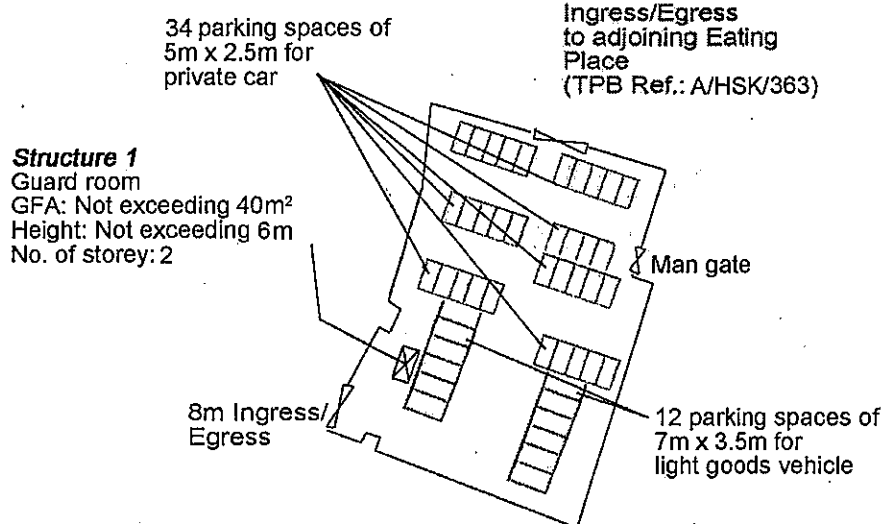 34 parking spaces of
5m x 2.5m for
private car
Ingress/Egress
to adjoining Eating
Place
(TPB Ref.: A/HSK/363)
Structure 1
Guard room
GFA: Not exceeding 40m²
Height: Not exceeding 6m
No. of storey: 2
Man gate
8m Ingress/
Egress
12 parking spaces of
7m x 3.5m for
light goods vehicle